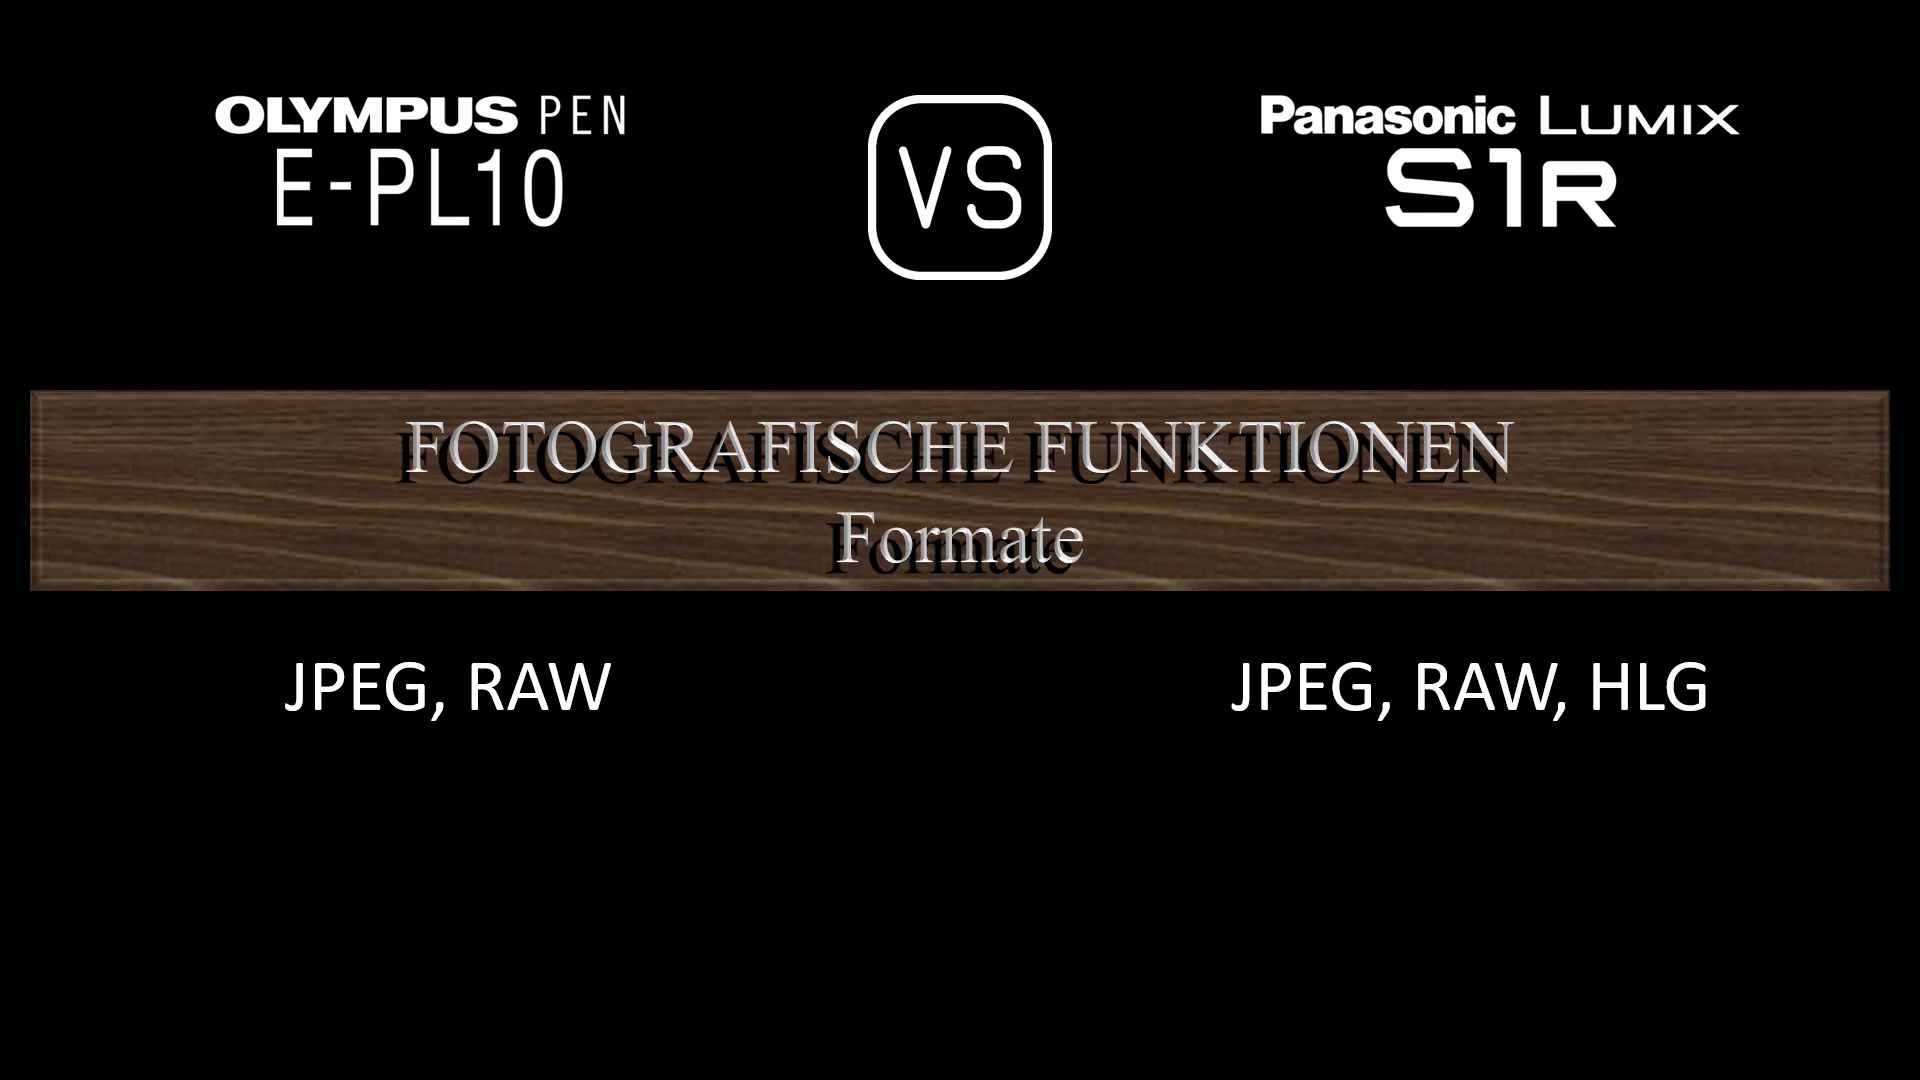 OLYMPUS PEN
E-PL10
VS
Panasonic LUMIX
S1R
FOTOGRAFISCHE FUNKTIONEN
Formate
JPEG, RAW
JPEG, RAW, HLG